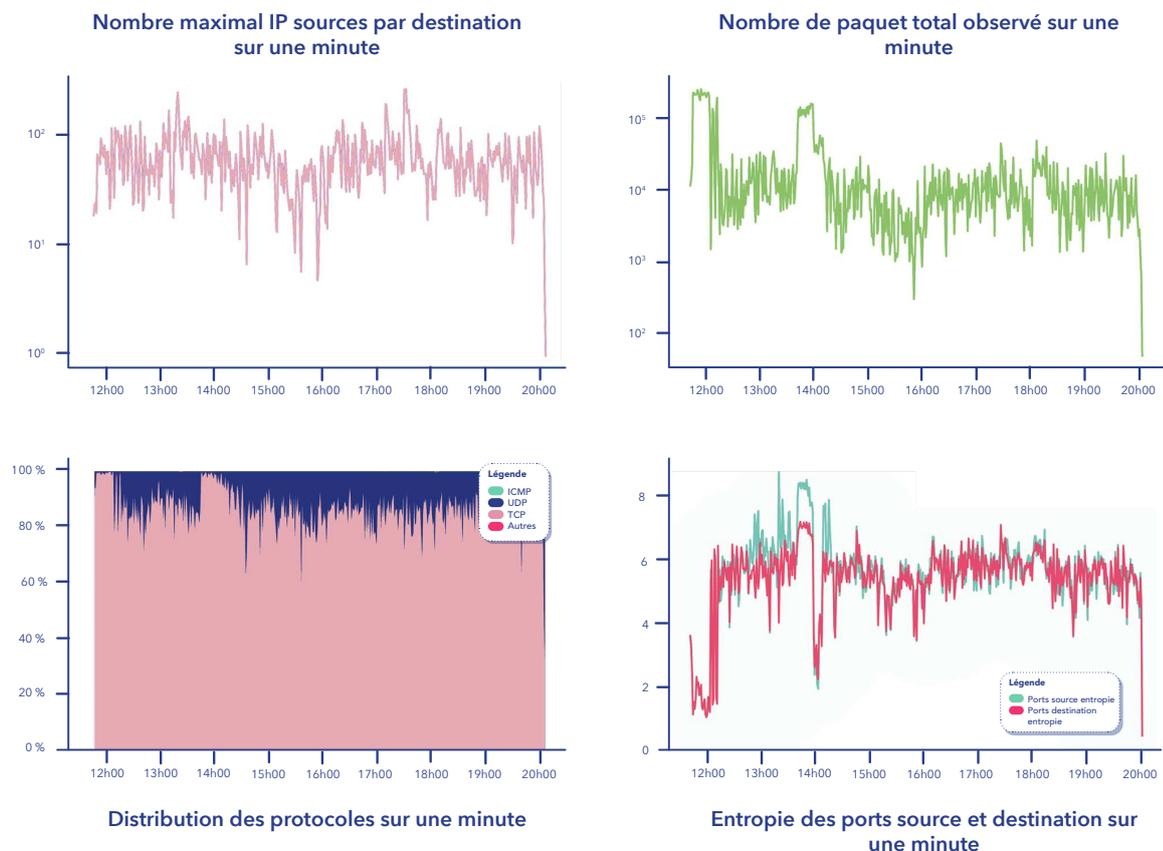 Nombre maximal IP sources par destination
sur une minute
10²
10¹
10⁰
12h00 13h00 14h00 15h00 16h00 17h00 18h00 19h00 20h00
Nombre de paquet total observé sur une
minute
10⁵
10⁴
10³
10²
12h00 13h00 14h00 15h00 16h00 17h00 18h00 19h00 20h00
100 %
80 %
60 %
40 %
20 %
0 %
Légende
ICMP
UDP
TCP
Autres
12h00 13h00 14h00 15h00 16h00 17h00 18h00 19h00 20h00
Distribution des protocoles sur une minute
8
6
4
2
0
Légende
Ports source entropie
Ports destination
entropie
12h00 13h00 14h00 15h00 16h00 17h00 18h00 19h00 20h00
Entropie des ports source et destination sur
une minute